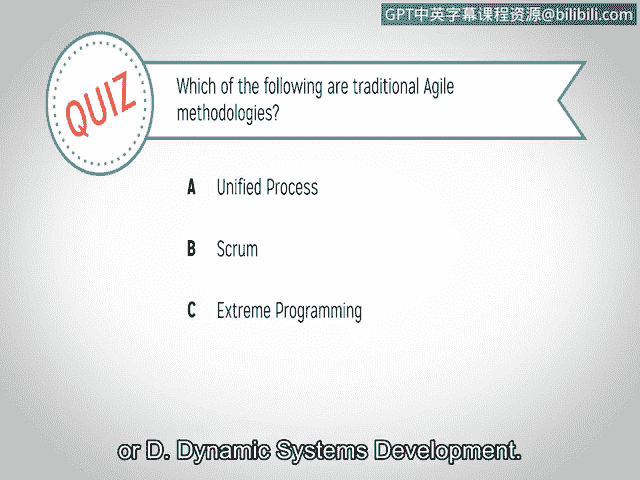 GPT中英字幕课程资源@bilibili.com
QUIZ
Which of the following are traditional Agile
methodologies?
A Unified Process
B Scrum
C Extreme Programming
or D. Dynamic Systems Development.